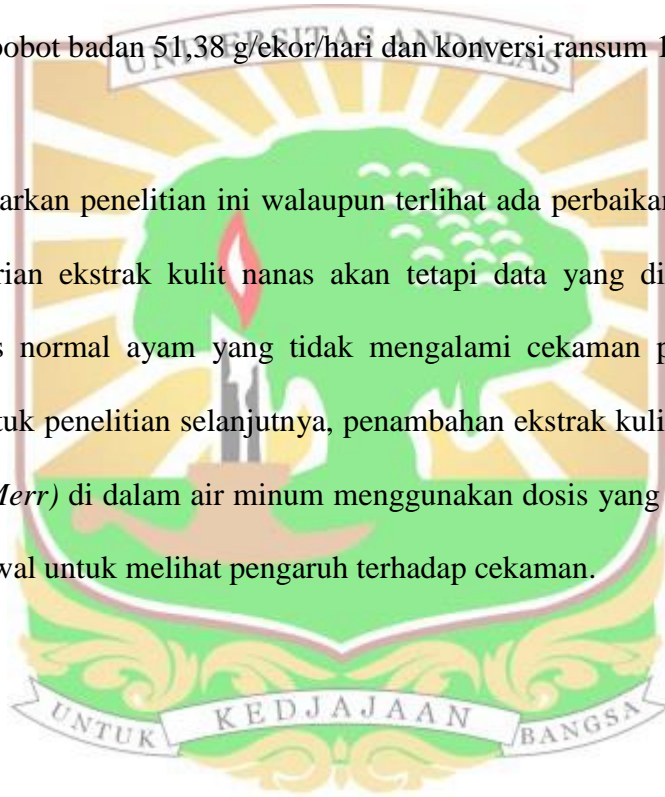 bobot badan 51,38 g/ekor/hari dan konversi ransum 1
UNIVERSITAS ANDALAS
arkan penelitian ini walaupun terlihat ada perbaikan
rian ekstrak kulit nanas akan tetapi data yang di
s normal ayam yang tidak mengalami cekaman p
tuk penelitian selanjutnya, penambahan ekstrak kuli
Merr) di dalam air minum menggunakan dosis yang
wal untuk melihat pengaruh terhadap cekaman.
UNTUK KEDJAJAAN BANGSA